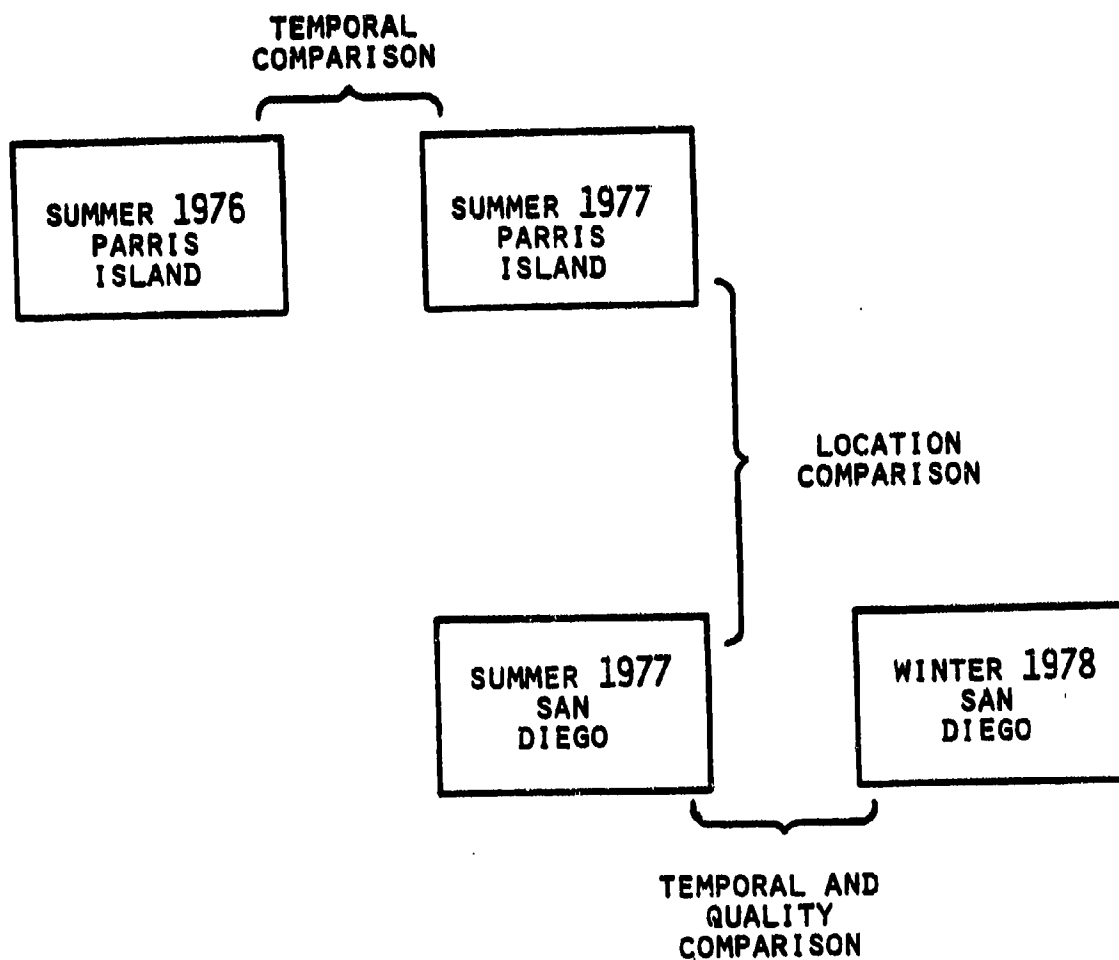 TEMPORAL
COMPARISON
SUMMER 1976
PARRIS
ISLAND
SUMMER 1977
PARRIS
ISLAND
LOCATION
COMPARISON
SUMMER 1977
SAN
DIEGO
WINTER 1978
SAN
DIEGO
TEMPORAL AND
QUALITY
COMPARISON